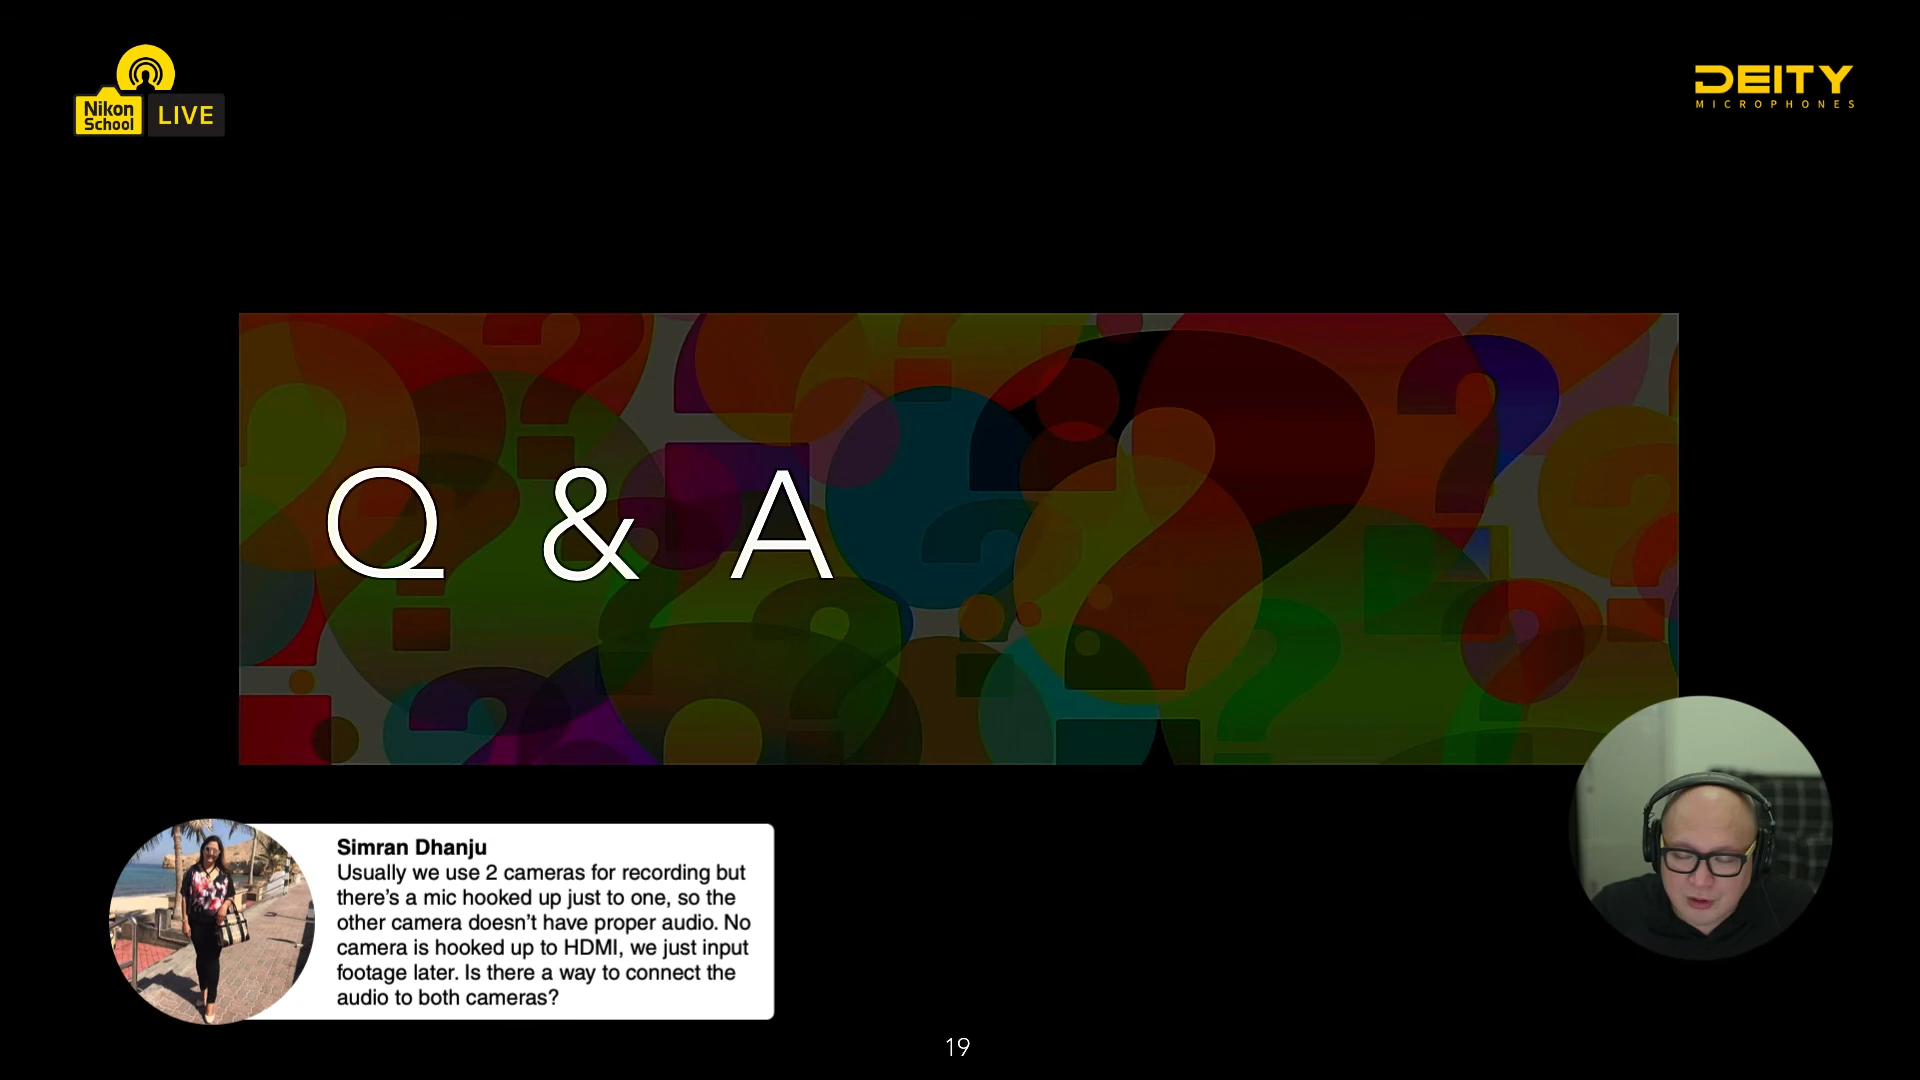 Nikon
School
LIVE
DEITY
MICROPHONES
Q & A
Simran Dhanju
Usually we use 2 cameras for recording but
there's a mic hooked up just to one, so the
other camera doesn't have proper audio. No
camera is hooked up to HDMI, we just input
footage later. Is there a way to connect the
audio to both cameras?
19